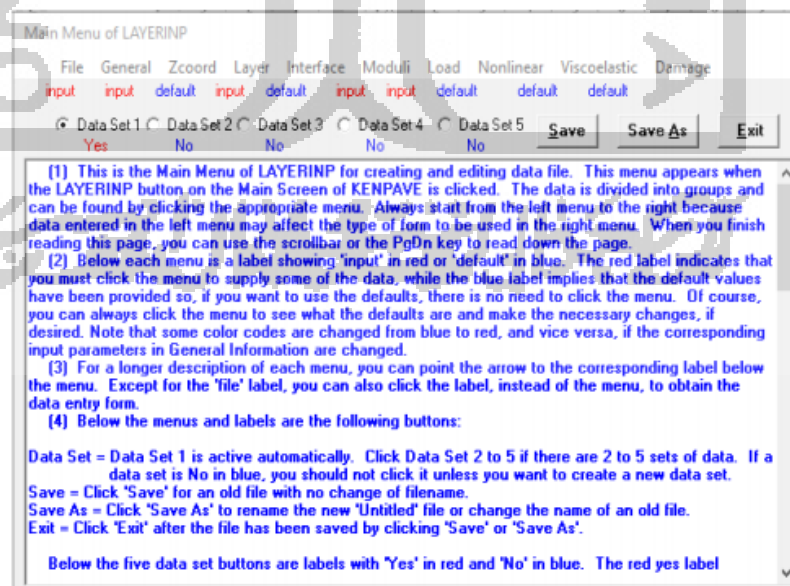 Main Menu of LAYERINP
File General Zcoord Layer Interface Moduli Load Nonlinear Viscoelastic Damage
input input default input default input input default default default
Data Set 1 Data Set 2 Data Set 3 Data Set 4 Data Set 5 Save Save As Exit
Yes No No No No
(1) This is the Main Menu of LAYERINP for creating and editing data file. This menu appears when
the LAYERINP button on the Main Screen of KENPAVE is clicked. The data is divided into groups and
can be found by clicking the appropriate menu. Always start from the left menu to the right because
data entered in the left menu may affect the type of form to be used in the right menu. When you finish
reading this page, you can use the scrollbar or the PgDn key to read down the page.
(2) Below each menu is a label showing 'input' in red or 'default' in blue. The red label indicates that
you must click the menu to supply some of the data, while the blue label implies that the default values
have been provided so, if you want to use the defaults, there is no need to click the menu. Of course,
you can always click the menu to see what the defaults are and make the necessary changes, if
desired. Note that some color codes are changed from blue to red, and vice versa, if the corresponding
input parameters in General Information are changed.
(3) For a longer description of each menu, you can point the arrow to the corresponding label below
the menu. Except for the 'file' label, you can also click the label, instead of the menu, to obtain the
data entry form.
(4) Below the menus and labels are the following buttons:
Data Set = Data Set 1 is active automatically. Click Data Set 2 to 5 if there are 2 to 5 sets of data. If a
data set is No in blue, you should not click it unless you want to create a new data set.
Save = Click 'Save' for an old file with no change of filename.
Save As = Click 'Save As' to rename the new 'Untitled' file or change the name of an old file.
Exit = Click 'Exit' after the file has been saved by clicking 'Save' or 'Save As'.
Below the five data set buttons are labels with 'Yes' in red and 'No' in blue. The red yes label